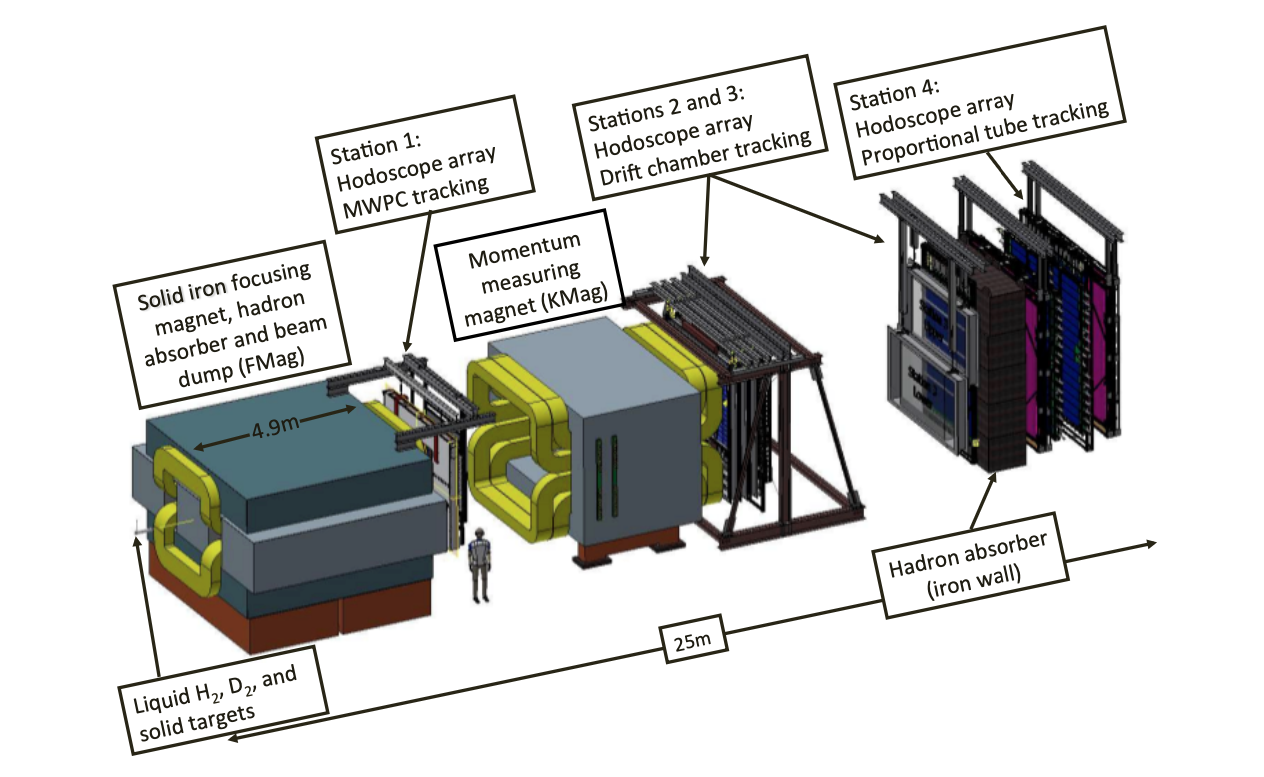 Station 4:
Hodoscope array
Proportional tube tracking
Stations 2 and 3:
Hodoscope array
Drift chamber tracking
Station 1:
Hodoscope array
MWPC tracking
Momentum
measuring
magnet (KMag)
Solid iron focusing
magnet, hadron
absorber and beam
dump (FMag)
4.9m
Hadron absorber
(iron wall)
25m
Liquid H₂, D₂, and
solid targets